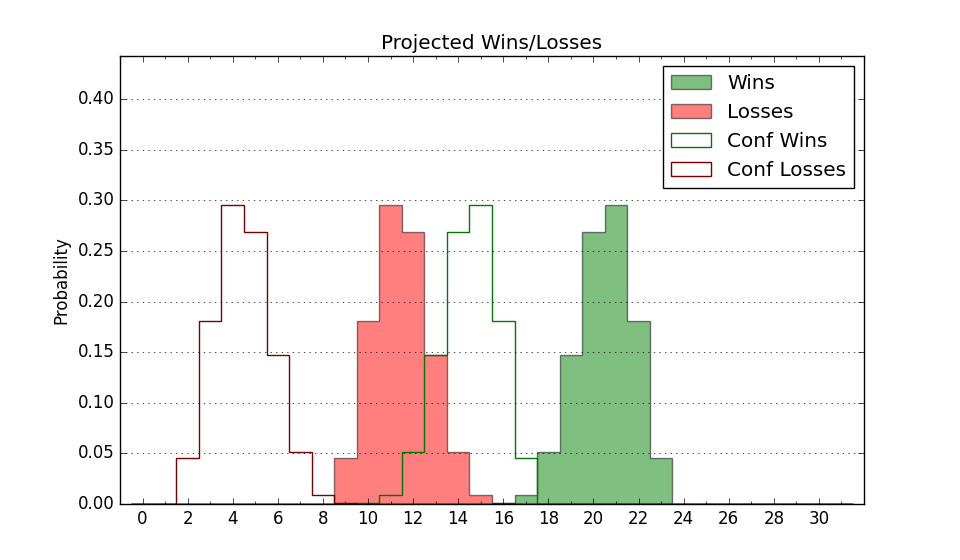 Projected Wins/Losses
Wins
Losses
Conf Wins
Conf Losses
Probability
0.40
0.35
0.30
0.25
0.20
0.15
0.10
0.05
0.00
0 2 4 6 8 10 12 14 16 18 20 22 24 26 28 30